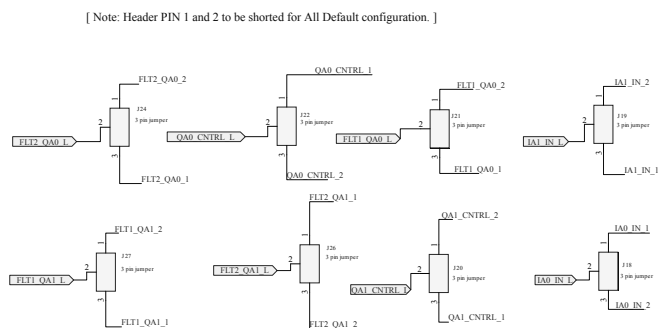 [ Note: Header PIN 1 and 2 to be shorted for All Default configuration. ]
FLT2_QA0_2
1
J24
3 pin jumper
2
FLT2_QA0_L
3
FLT2_QA0_1
QA0_CNTRL_1
1
J22
3 pin jumper
2
QA0_CNTRL_L
3
QA0_CNTRL_2
FLT1_QA0_2
1
J21
3 pin jumper
2
FLT1_QA0_L
3
FLT1_QA0_1
IA1_IN_2
1
J19
3 pin jumper
2
IA1_IN_L
3
IA1_IN_1
FLT1_QA1_2
1
J27
3 pin jumper
2
FLT1_QA1_L
3
FLT1_QA1_1
FLT2_QA1_1
1
J26
3 pin jumper
2
FLT2_QA1_L
3
FLT2_QA1_2
QA1_CNTRL_2
1
J20
3 pin jumper
2
QA1_CNTRL_L
3
QA1_CNTRL_1
IA0_IN_1
1
J18
3 pin jumper
2
IA0_IN_L
3
IA0_IN_2